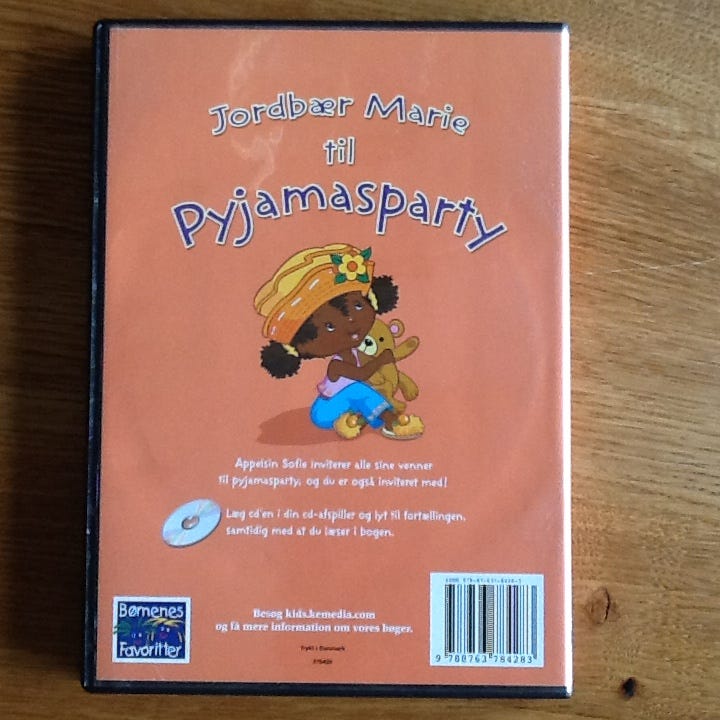 Jordbær Marie
til
Pyjamasparty
Appelsin Sofie inviterer alle sine venner
til pyjamasparty, og du er også inviteret med!
Læg cd'en i din cd-afspiller og lyt til fortællingen,
samtidig med at du læser i bogen.
Børnenes
Favoritter
Besøg kids.kemedia.com
og få mere information om vores bøger.
Trykt i Danmark
9 788763 784283